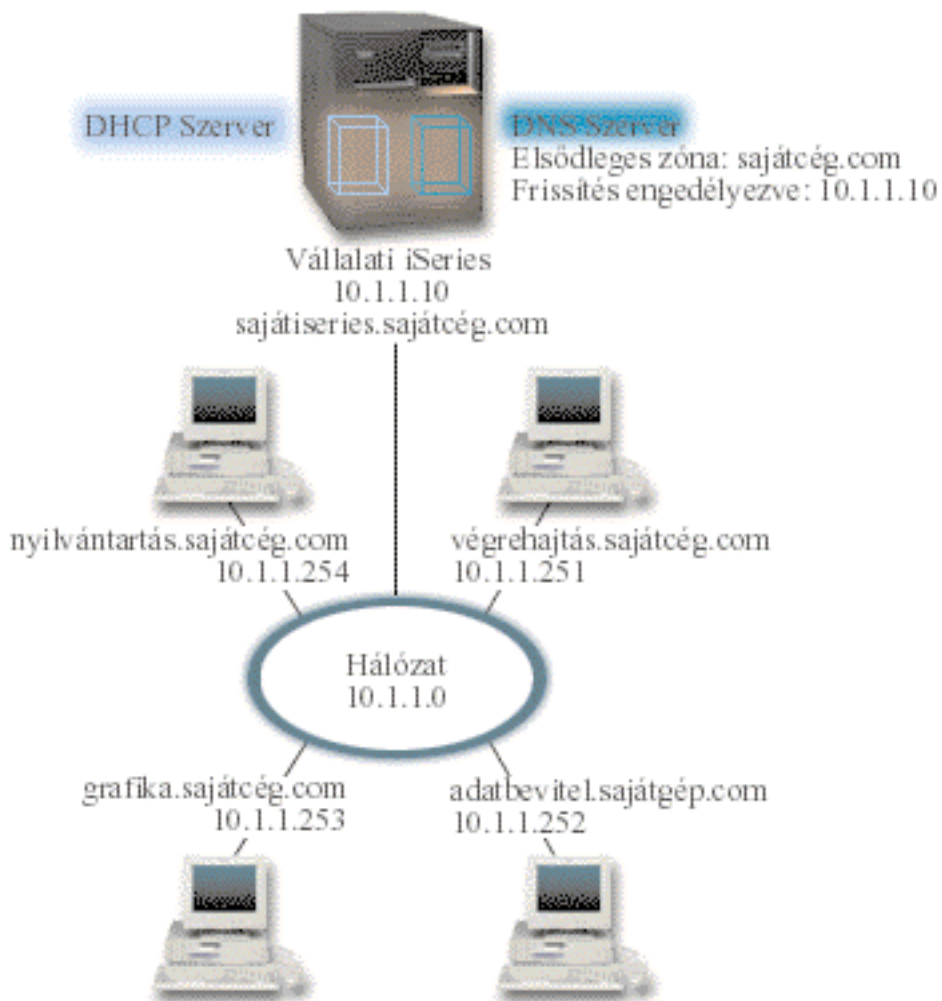 DHCP Szerver
DNS Szerver
Elsődleges zóna: sajátcég.com
Frissítés engedélyezve: 10.1.1.10
Vállalati iSeries
10.1.1.10
sajátiseries.sajátcég.com
nyilvántartás.sajátcég.com
10.1.1.254
végrehajtás.sajátcég.com
10.1.1.251
Hálózat
10.1.1.0
grafika.sajátcég.com
10.1.1.253
adatbevitel.sajátgép.com
10.1.1.252